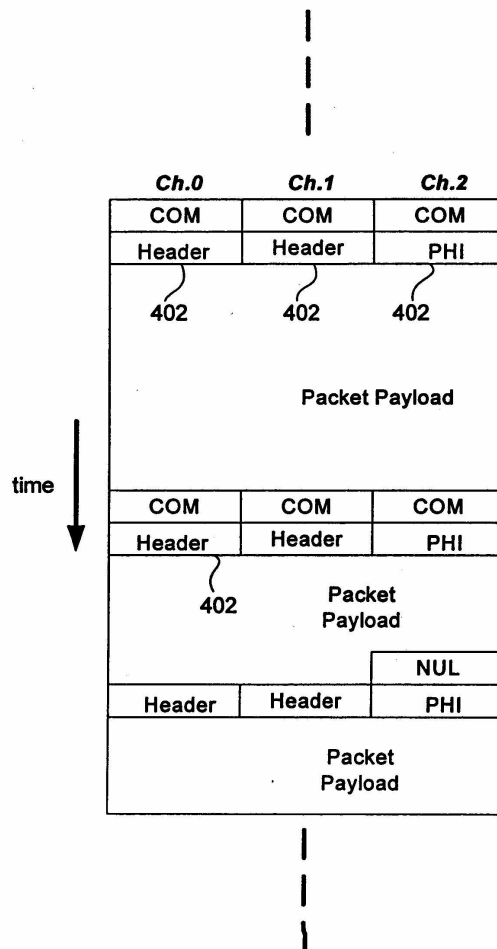 Ch.0 Ch.1 Ch.2
COM COM COM
Header Header PHI
402 402 402
Packet Payload
time
COM COM COM
Header Header PHI
402
Packet
Payload
NUL
Header Header PHI
Packet
Payload